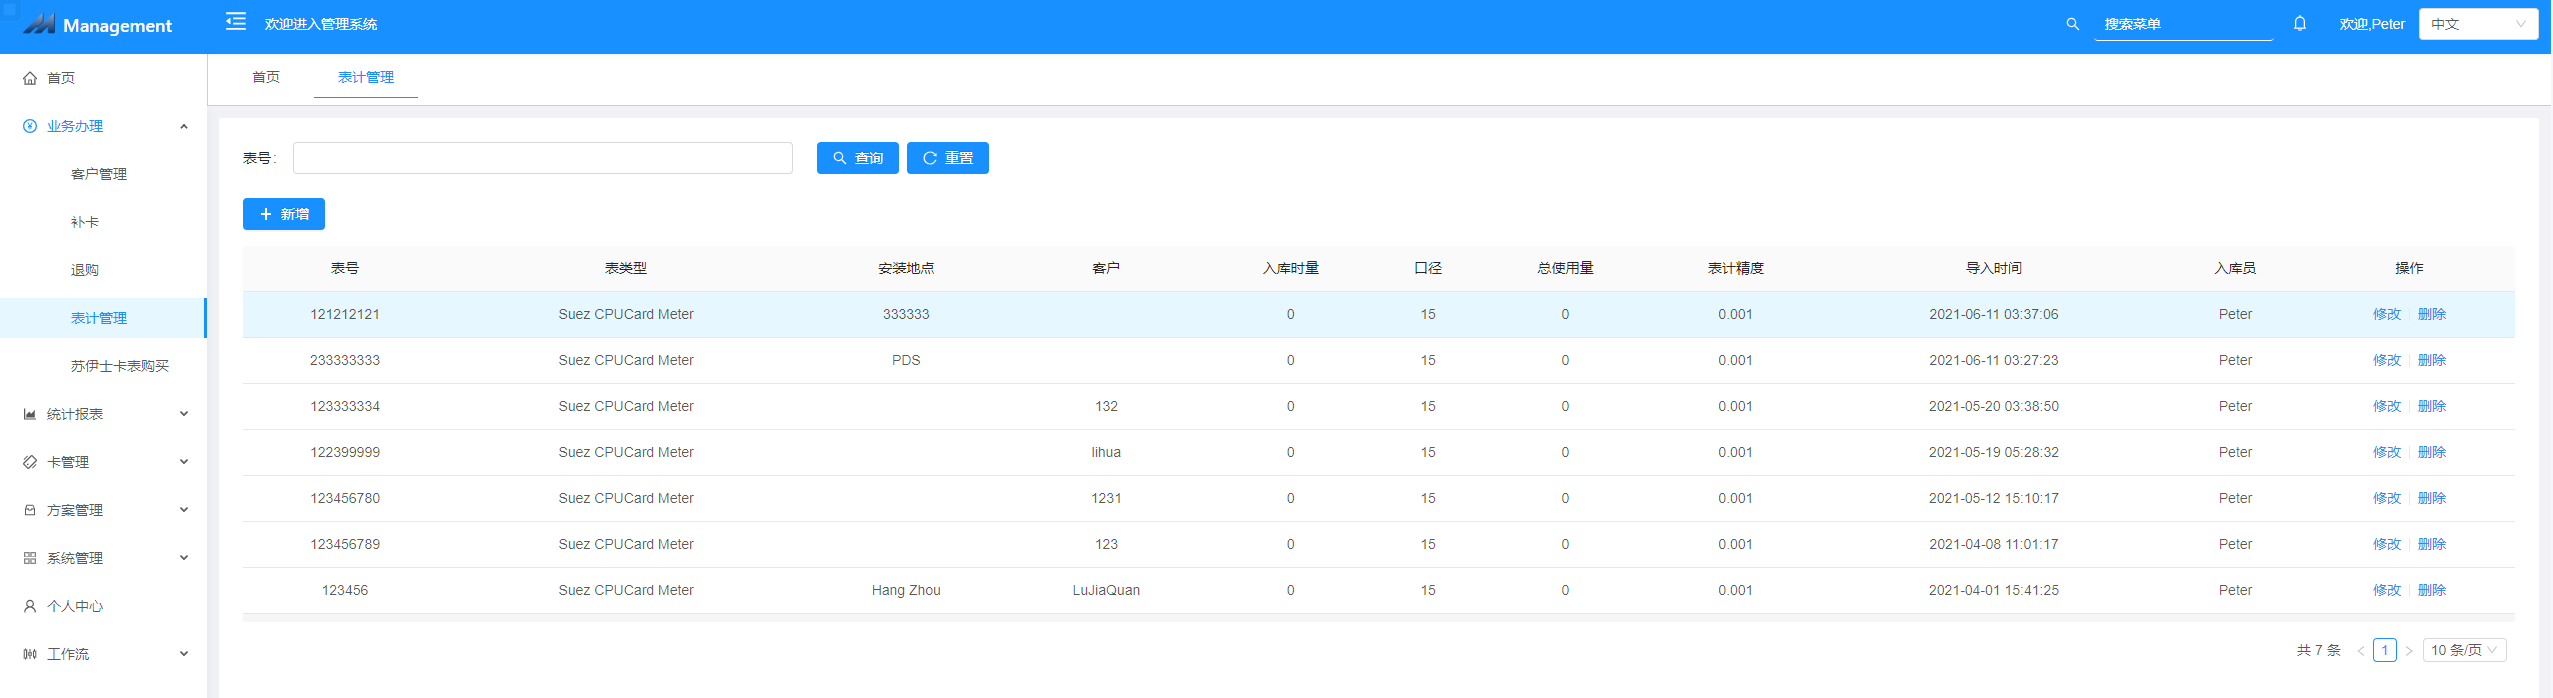 Management
欢迎进入管理系统
搜索菜单
欢迎,Peter
中文
首页
业务办理
客户管理
补卡
退购
表计管理
苏伊士卡表购买
统计报表
卡管理
方案管理
系统管理
个人中心
工作流
首页 表计管理
表号:
查询 重置
新增
表号 表类型 安装地点 客户 入库时量 口径 总使用量 表计精度 导入时间 入库员 操作
121212121 Suez CPUCard Meter 333333 0 15 0 0.001 2021-06-11 03:37:06 Peter 修改 删除
233333333 Suez CPUCard Meter PDS 0 15 0 0.001 2021-06-11 03:27:23 Peter 修改 删除
123333334 Suez CPUCard Meter 132 0 15 0 0.001 2021-05-20 03:38:50 Peter 修改 删除
122399999 Suez CPUCard Meter lihua 0 15 0 0.001 2021-05-19 05:28:32 Peter 修改 删除
123456780 Suez CPUCard Meter 1231 0 15 0 0.001 2021-05-12 15:10:17 Peter 修改 删除
123456789 Suez CPUCard Meter 123 0 15 0 0.001 2021-04-08 11:01:17 Peter 修改 删除
123456 Suez CPUCard Meter Hang Zhou LuJiaQuan 0 15 0 0.001 2021-04-01 15:41:25 Peter 修改 删除
共 7 条 < 1 > 10 条/页